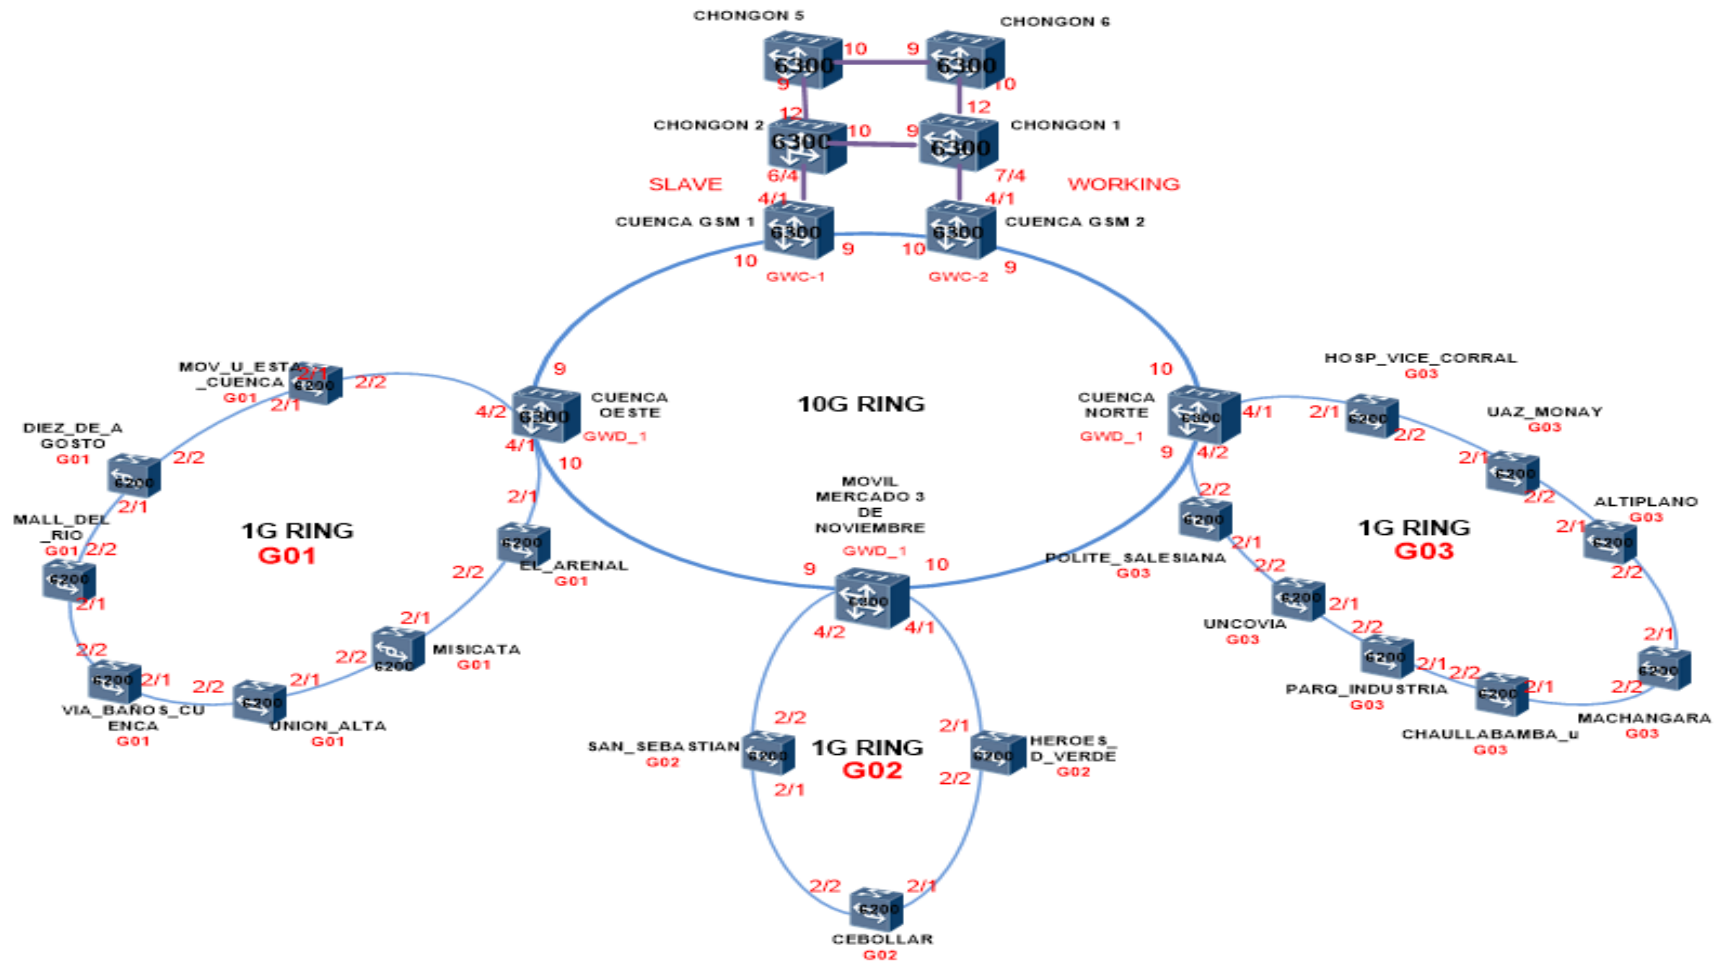 CHONGON 5
CHONGON 6
10
9
6300
6300
9
10
12
12
CHONGON 2
10
9
CHONGON 1
6300
6300
6/4
7/4
SLAVE
WORKING
4/1
4/1
CUENCA GSM 1
CUENCA GSM 2
6300
6300
10
9
10
9
GWC-1
GWC-2
9
10
10G RING
CUENCA
OESTE
GWD_1
6300
4/2
4/1
10
CUENCA
NORTE
GWD_1
6300
4/1
9
4/2
MOVIL
MERCADO 3
DE
NOVIEMBRE
GWD_1
9
10
6300
4/2
4/1
MOV_U_ESTA
_CUENCA
G01
2/1
6200
2/2
2/1
DIEZ_DE_A
GOSTO
G01
2/2
6200
2/1
MALL_DEL
_RIO
G01
2/2
6200
2/1
1G RING
G01
2/1
6200
EL_ARENAL
G01
2/2
2/1
MISICATA
G01
2/2
6200
2/2
6200
2/1
VIA_BAÑOS_CU
ENCA
G01
2/2
2/1
6200
UNION_ALTA
G01
HOSP_VICE_CORRAL
G03
2/1
6200
2/2
UAZ_MONAY
G03
2/1
6200
2/2
ALTIPLANO
G03
2/1
6200
2/2
1G RING
G03
2/2
6200
2/1
POLITE_SALESIANA
G03
2/2
6200
2/1
UNCOVIA
G03
2/2
6200
2/1
PARQ_INDUSTRIA
G03
2/2
6200
2/1
CHAULLABAMBA_u
G03
2/1
6200
2/2
MACHANGARA
G03
2/2
SAN_SEBASTIAN
G02
6200
2/1
1G RING
G02
2/1
HEROES_
D_VERDE
G02
6200
2/2
2/2
2/1
6200
CEBOLLAR
G02